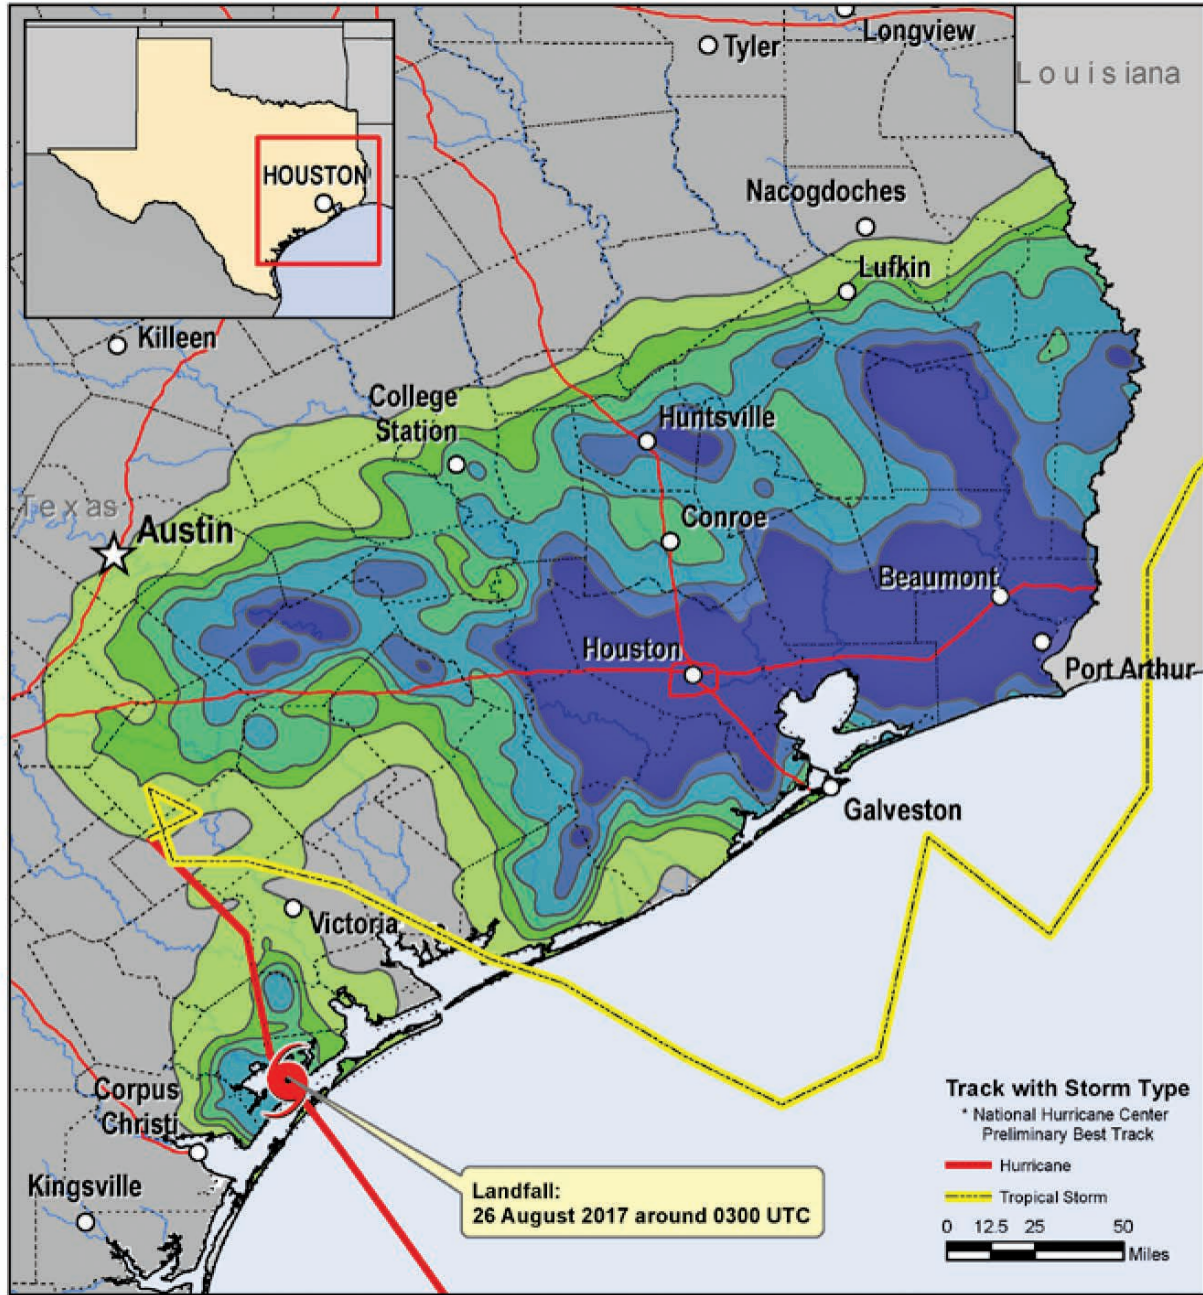 Longview
Tyler
Louisiana
HOUSTON
Nacogdoches
Lufkin
Killeen
College
Station
Huntsville
Texas
Austin
Conroe
Beaumont
Houston
Port Arthur
Galveston
Victoria
Corpus
Christi
Kingsville
Landfall:
26 August 2017 around 0300 UTC
Track with Storm Type
* National Hurricane Center
Preliminary Best Track
Hurricane
Tropical Storm
0 12.5 25 50
Miles